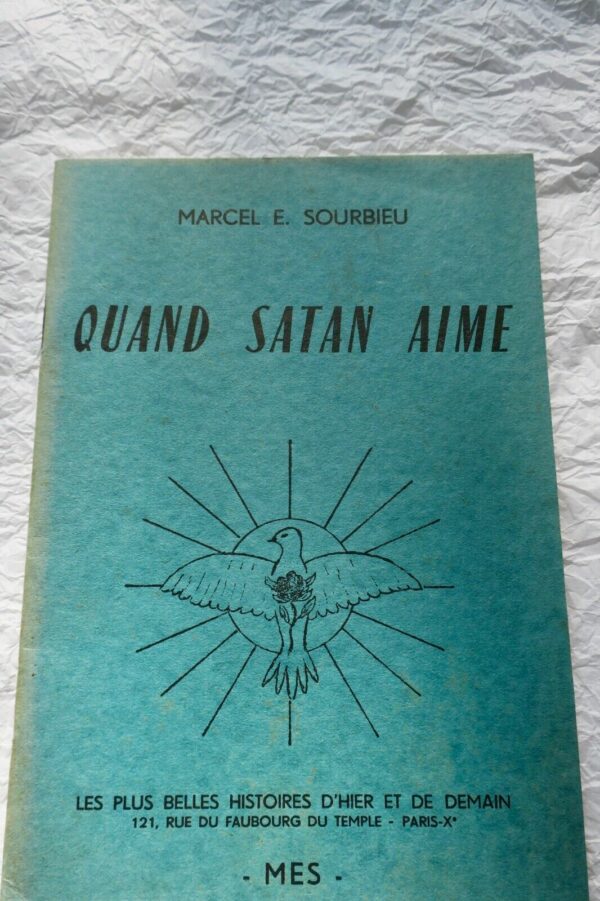 MARCEL E. SOURBIEU
QUAND SATAN AIME
LES PLUS BELLES HISTOIRES D'HIER ET DE DEMAIN
121, RUE DU FAUBOURG DU TEMPLE - PARIS-X°
- MES -